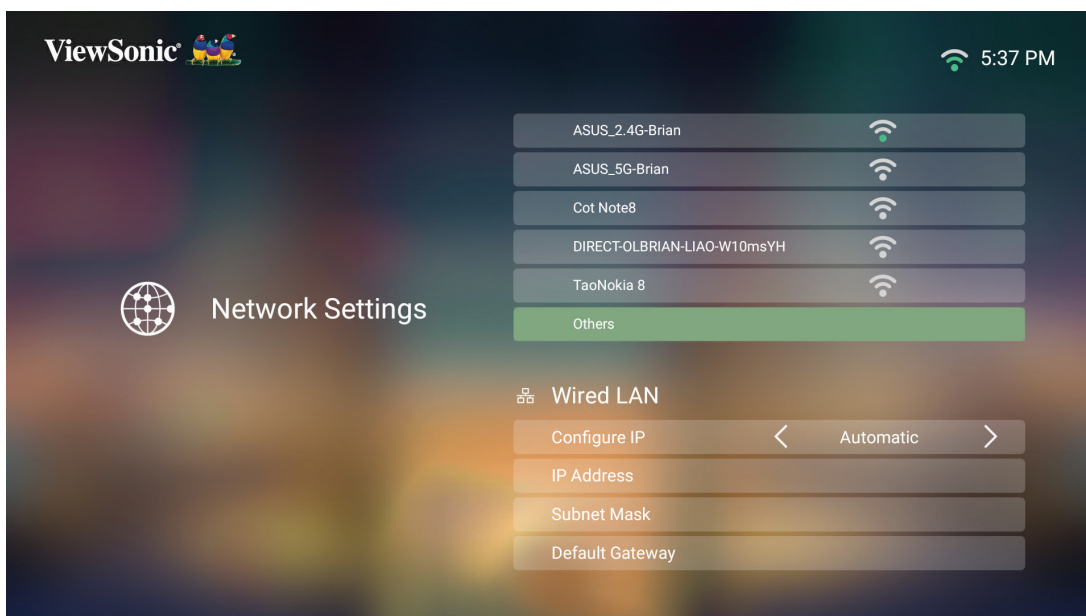 ViewSonic®
5:37 PM
ASUS_2.4G-Brian
ASUS_5G-Brian
Cot Note8
DIRECT-OLBRIAN-LIAO-W10msYH
TaoNokia 8
Network Settings
Others
Wired LAN
Configure IP < Automatic >
IP Address
Subnet Mask
Default Gateway